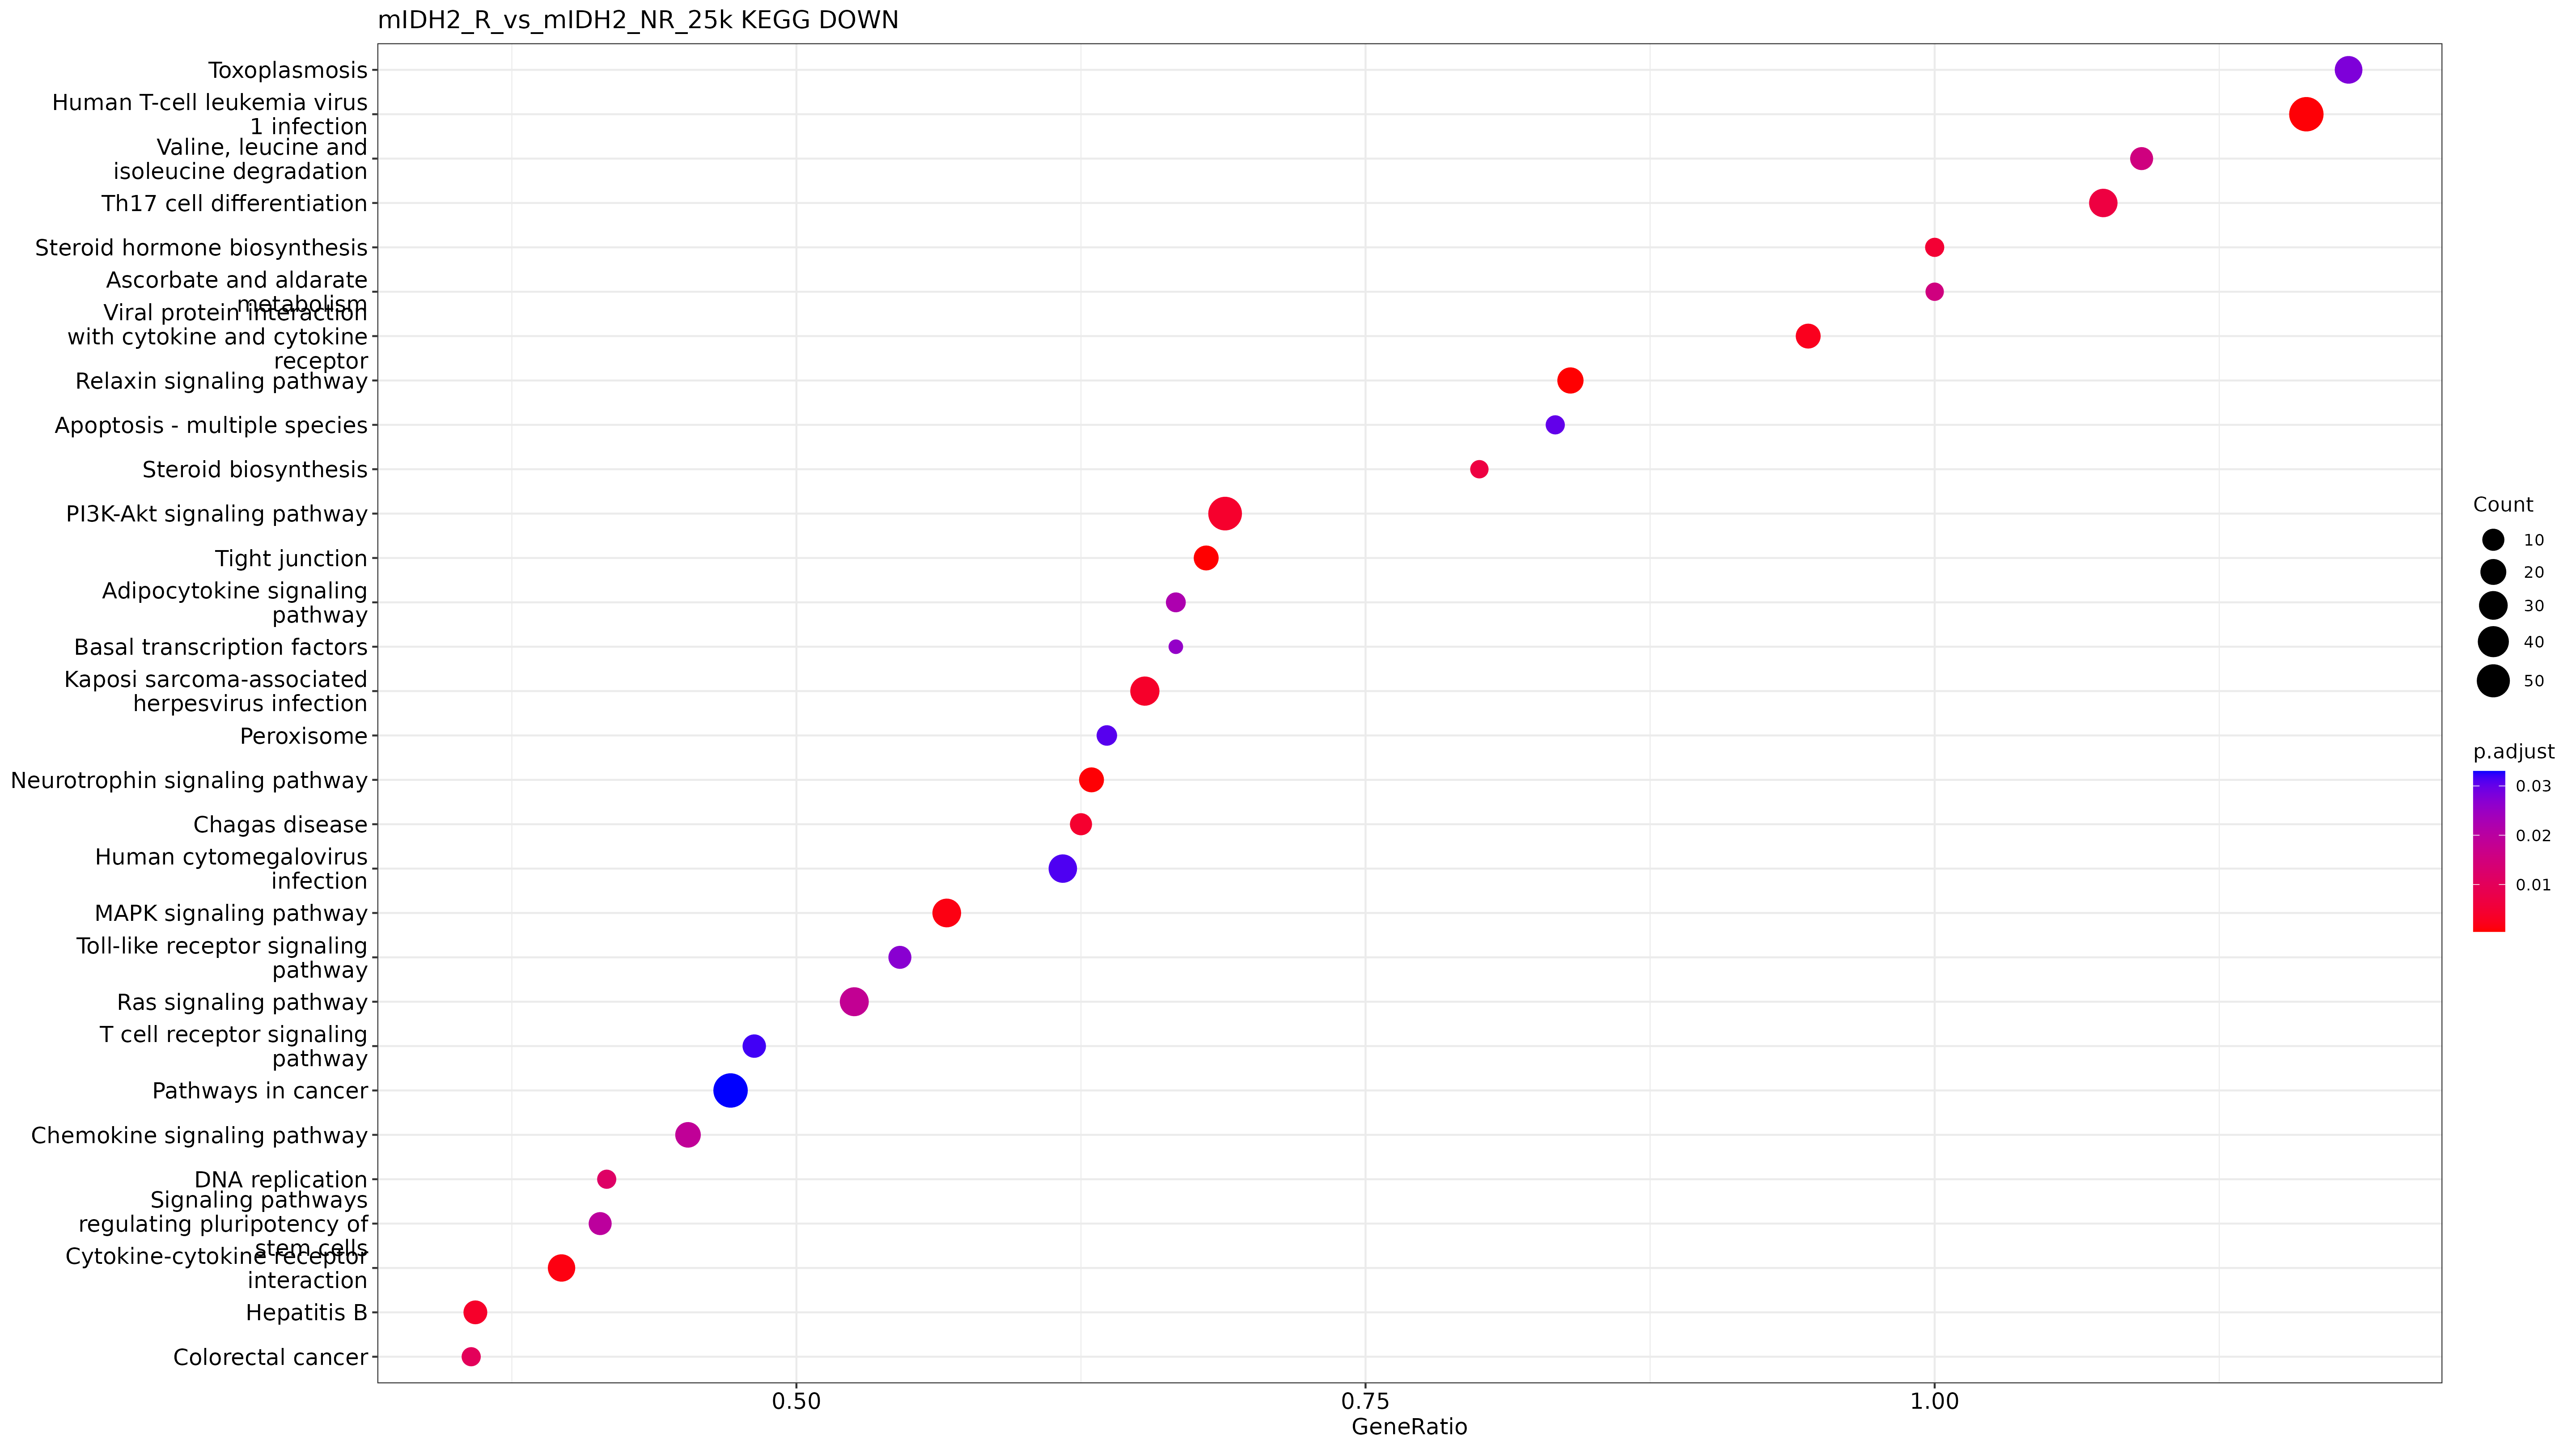 mIDH2_R_vs_mIDH2_NR_25k KEGG DOWN
Toxoplasmosis
Human T-cell leukemia virus
1 infection
Valine, leucine and
isoleucine degradation
Th17 cell differentiation
Steroid hormone biosynthesis
Ascorbate and aldarate
metabolism
Viral protein interaction
with cytokine and cytokine
receptor
Relaxin signaling pathway
Apoptosis - multiple species
Steroid biosynthesis
PI3K-Akt signaling pathway
Tight junction
Adipocytokine signaling
pathway
Basal transcription factors
Kaposi sarcoma-associated
herpesvirus infection
Peroxisome
Neurotrophin signaling pathway
Chagas disease
Human cytomegalovirus
infection
MAPK signaling pathway
Toll-like receptor signaling
pathway
Ras signaling pathway
T cell receptor signaling
pathway
Pathways in cancer
Chemokine signaling pathway
DNA replication
Signaling pathways
regulating pluripotency of
stem cells
Cytokine-cytokine receptor
interaction
Hepatitis B
Colorectal cancer
0.50
0.75
1.00
GeneRatio
Count
10
20
30
40
50
p.adjust
0.03
0.02
0.01